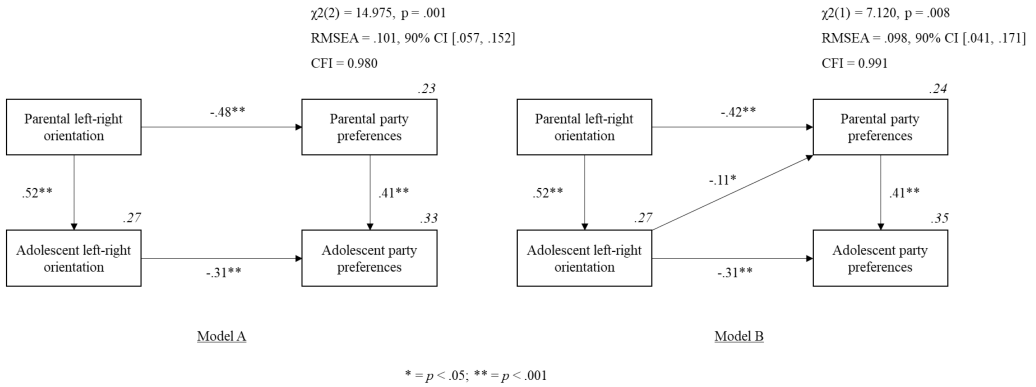 χ2(2) = 14.975, p = .001
RMSEA = .101, 90% CI [.057, .152]
CFI = 0.980
.23
Parental left-right
orientation
-.48**
Parental party
preferences
.52**
.41**
.27
.33
Adolescent left-right
orientation
-.31**
Adolescent party
preferences
Model A
χ2(1) = 7.120, p = .008
RMSEA = .098, 90% CI [.041, .171]
CFI = 0.991
.24
Parental left-right
orientation
-.42**
Parental party
preferences
.52**
-.11*
.41**
.27
.35
Adolescent left-right
orientation
-.31**
Adolescent party
preferences
Model B
* = p < .05; ** = p < .001